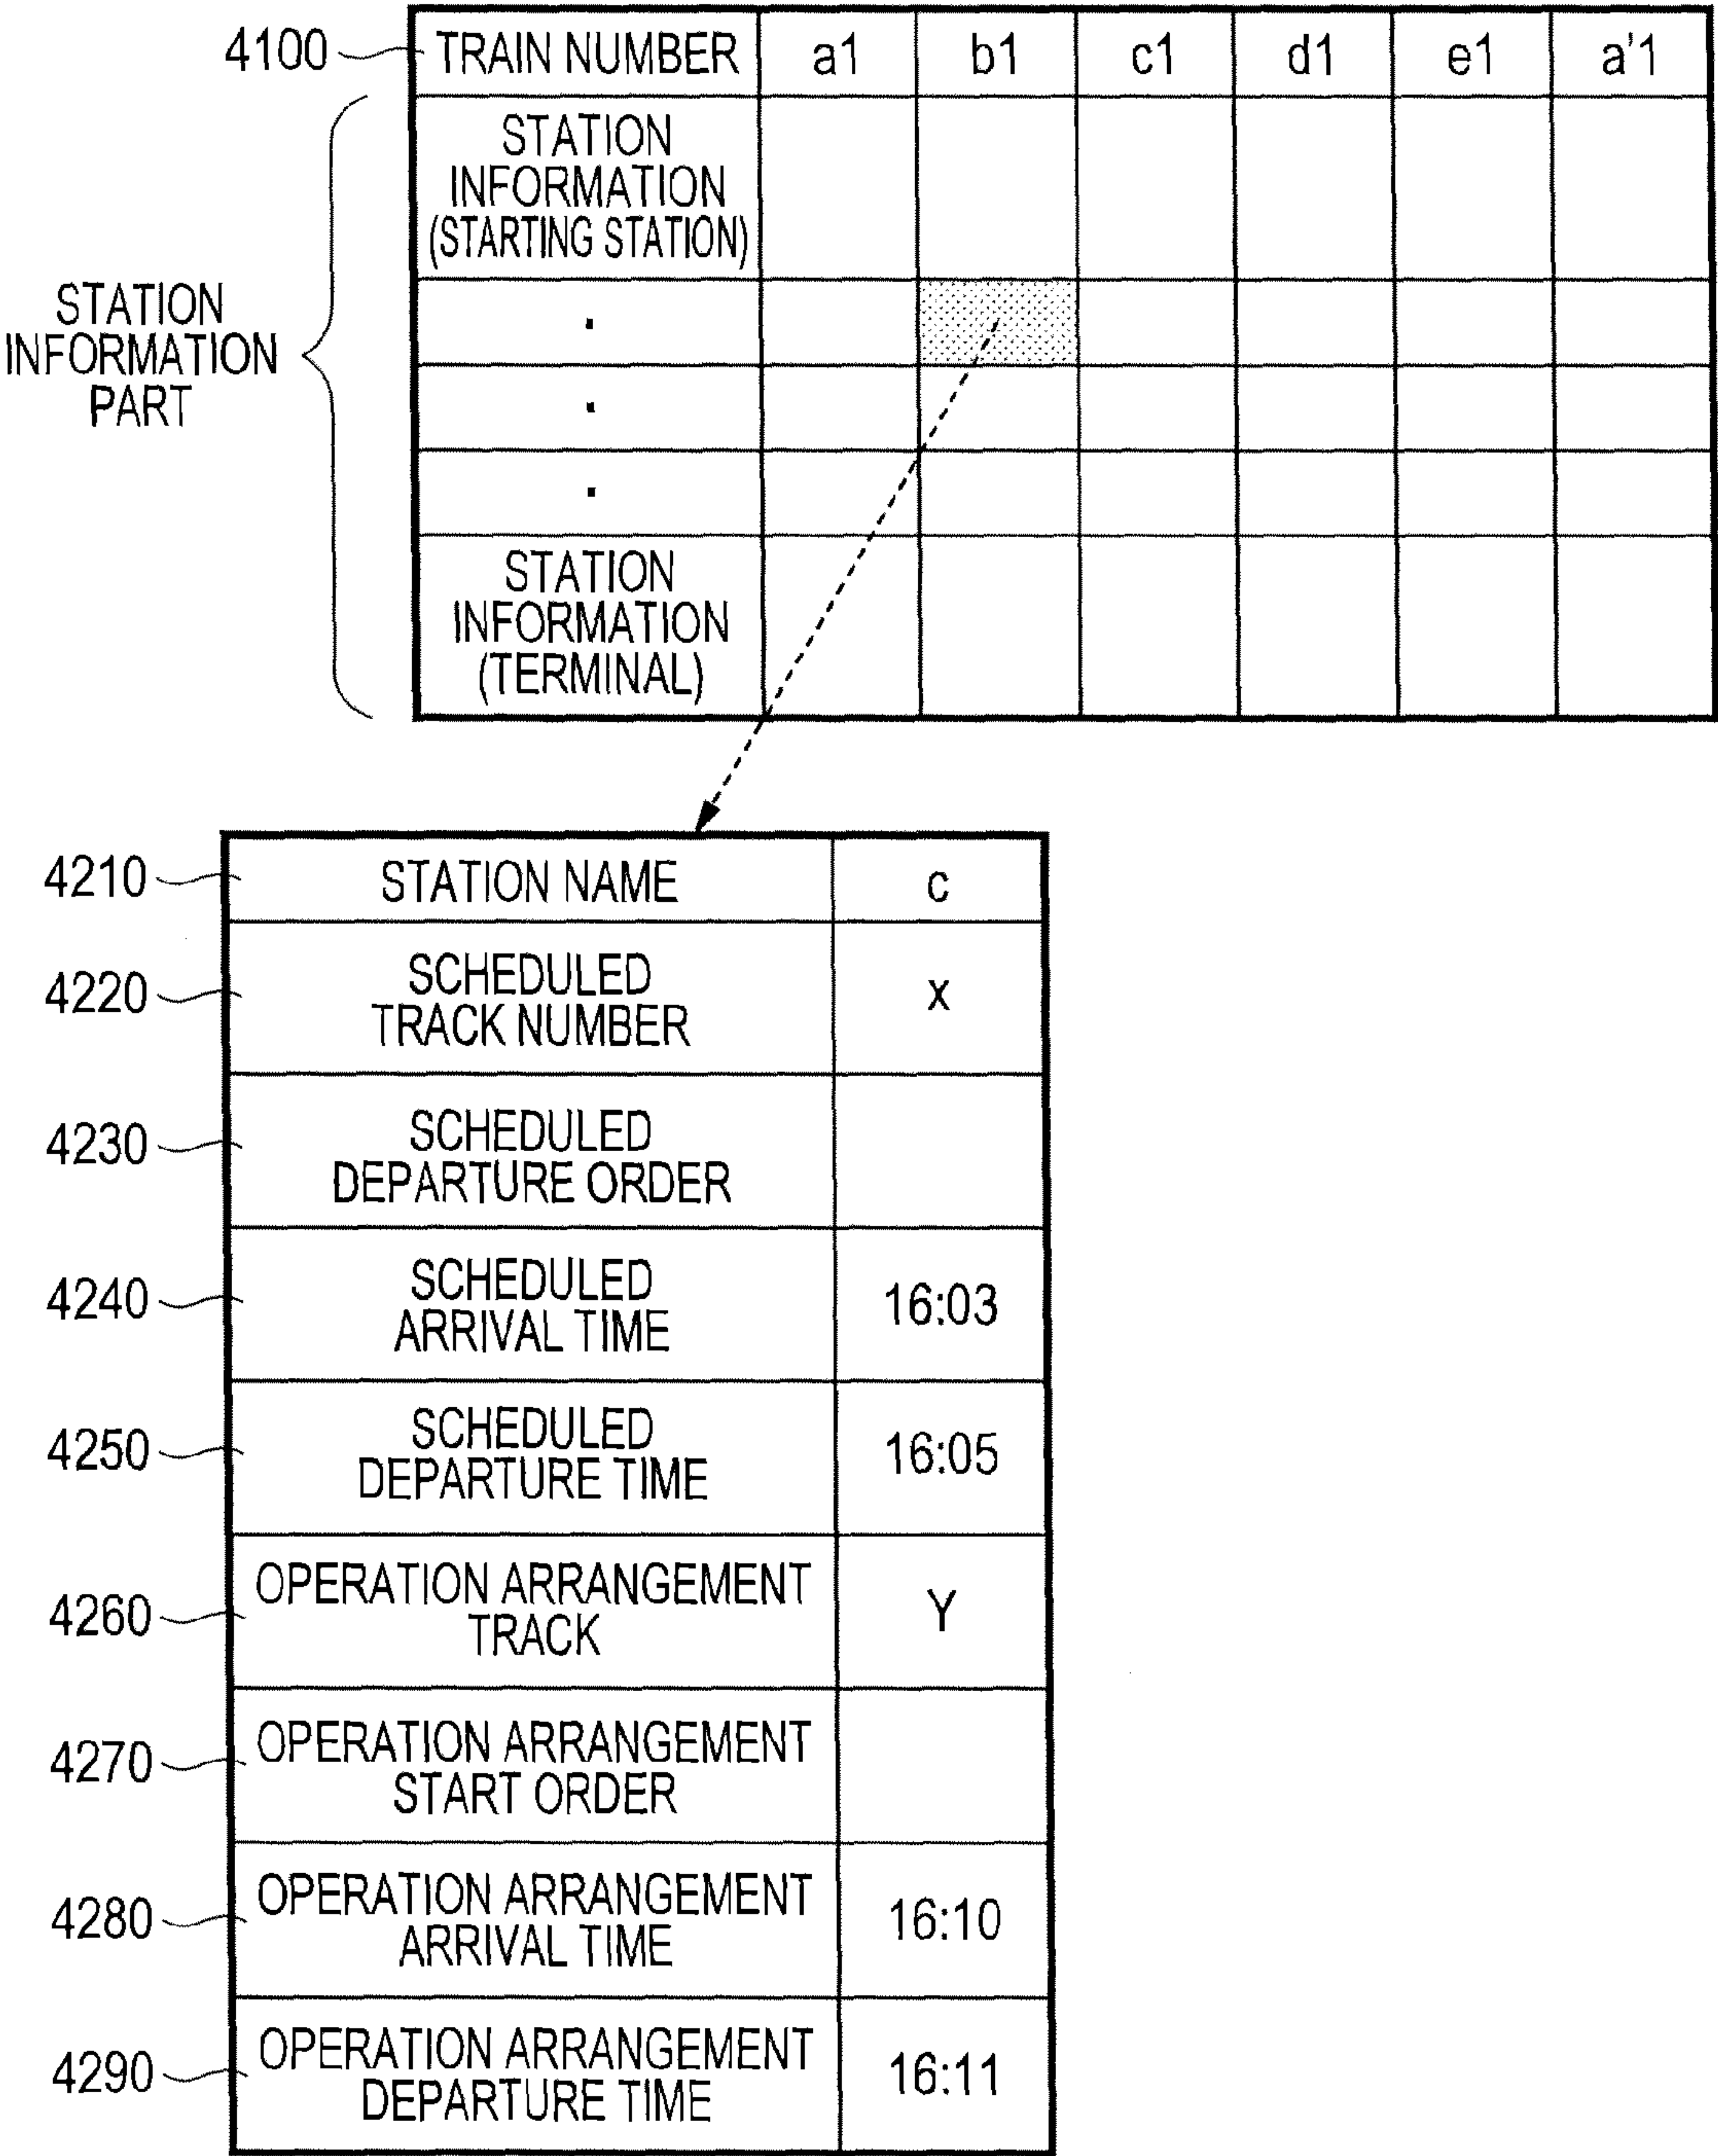 4100 TRAIN NUMBER a1 b1 c1 d1 e1 a'1
STATION
INFORMATION
(STARTING STATION)
STATION
INFORMATION
PART
.
.
.
STATION
INFORMATION
(TERMINAL)
4210 STATION NAME c
4220 SCHEDULED
TRACK NUMBER x
4230 SCHEDULED
DEPARTURE ORDER
4240 SCHEDULED
ARRIVAL TIME 16:03
4250 SCHEDULED
DEPARTURE TIME 16:05
4260 OPERATION ARRANGEMENT
TRACK Y
4270 OPERATION ARRANGEMENT
START ORDER
4280 OPERATION ARRANGEMENT
ARRIVAL TIME 16:10
4290 OPERATION ARRANGEMENT
DEPARTURE TIME 16:11